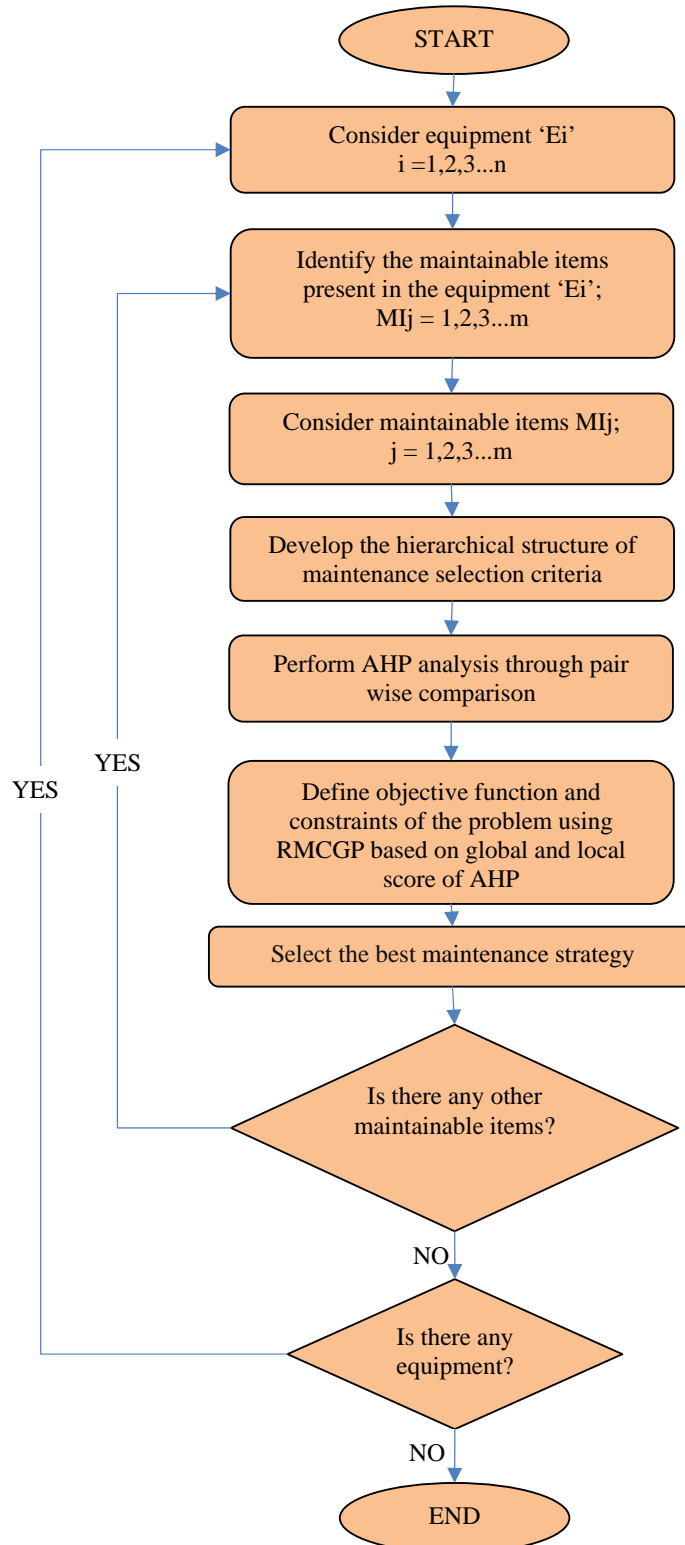 START
Consider equipment ‘Ei’
i =1,2,3...n
Identify the maintainable items
present in the equipment ‘Ei’;
MIj = 1,2,3...m
Consider maintainable items MIj;
j = 1,2,3...m
Develop the hierarchical structure of
maintenance selection criteria
Perform AHP analysis through pair
wise comparison
YES
YES
Define objective function and
constraints of the problem using
RMCGP based on global and local
score of AHP
Select the best maintenance strategy
Is there any other
maintainable items?
NO
Is there any
equipment?
NO
END